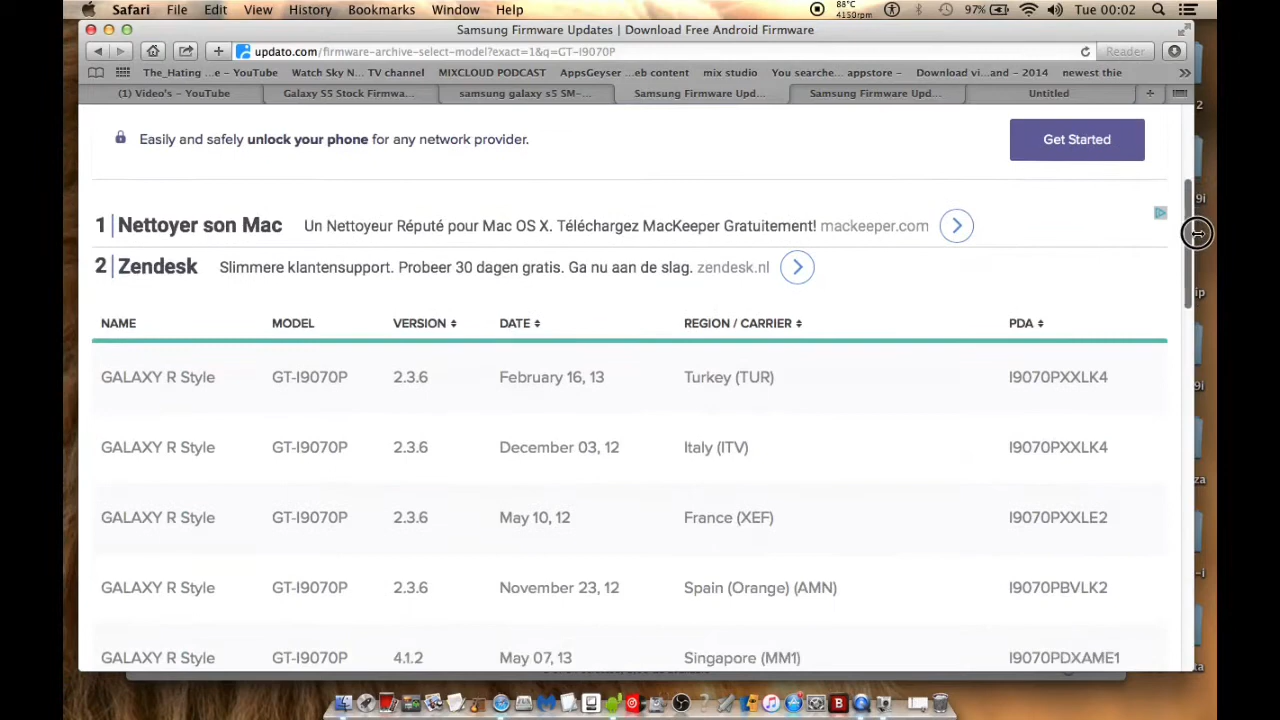 Safari File Edit View History Bookmarks Window Help 88°C 4150rpm 97% Tue 00:02
Samsung Firmware Updates | Download Free Android Firmware
updato.com/firmware-archive-select-model?exact=1&q=GT-I9070P Reader
The_Hating ...e – YouTube Watch Sky N... TV channel MIXCLOUD PODCAST AppsGeyser ...eb content mix studio You searche... appstore – Download vi...and – 2014 newest thie
(1) Video's – YouTube Galaxy S5 Stock Firmwa... samsung galaxy s5 SM-... Samsung Firmware Upd... Samsung Firmware Upd... Untitled
Easily and safely unlock your phone for any network provider. Get Started
1 Nettoyer son Mac Un Nettoyeur Réputé pour Mac OS X. Téléchargez MacKeeper Gratuitement! mackeeper.com
2 Zendesk Slimmere klantensupport. Probeer 30 dagen gratis. Ga nu aan de slag. zendesk.nl
NAME MODEL VERSION DATE REGION / CARRIER PDA
GALAXY R Style GT-I9070P 2.3.6 February 16, 13 Turkey (TUR) I9070PXXLK4
GALAXY R Style GT-I9070P 2.3.6 December 03, 12 Italy (ITV) I9070PXXLK4
GALAXY R Style GT-I9070P 2.3.6 May 10, 12 France (XEF) I9070PXXLE2
GALAXY R Style GT-I9070P 2.3.6 November 23, 12 Spain (Orange) (AMN) I9070PBVLK2
GALAXY R Style GT-I9070P 4.1.2 May 07, 13 Singapore (MM1) I9070PDXAME1